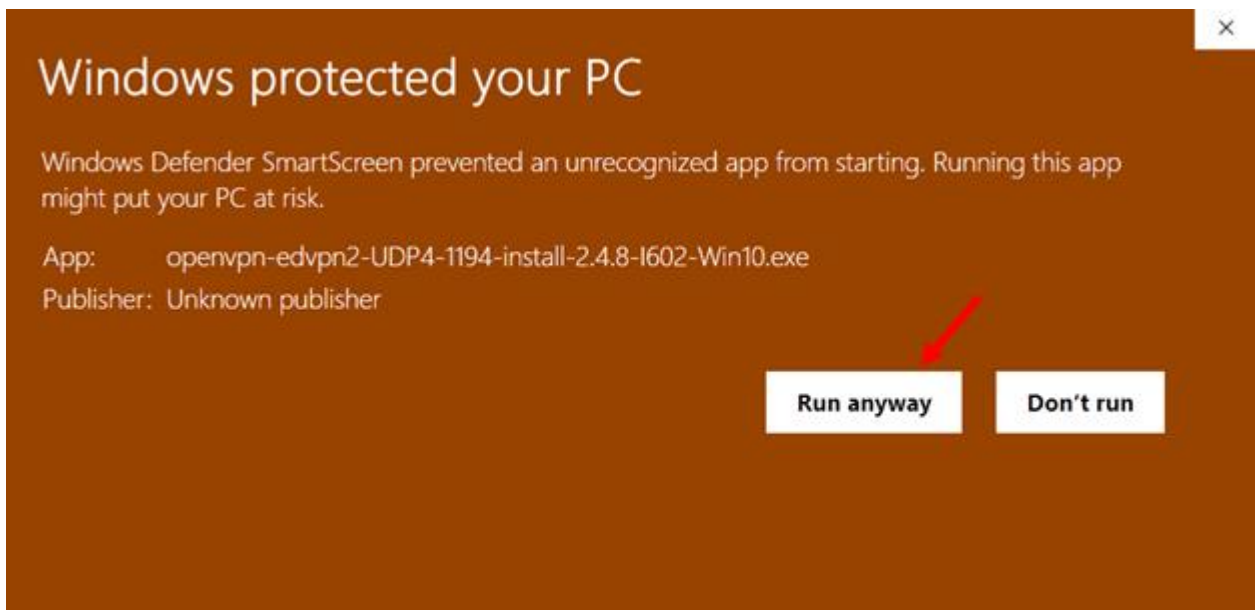 Windows protected your PC
Windows Defender SmartScreen prevented an unrecognized app from starting. Running this app
might put your PC at risk.
App: openvpn-edvpn2-UDP4-1194-install-2.4.8-I602-Win10.exe
Publisher: Unknown publisher
Run anyway Don't run